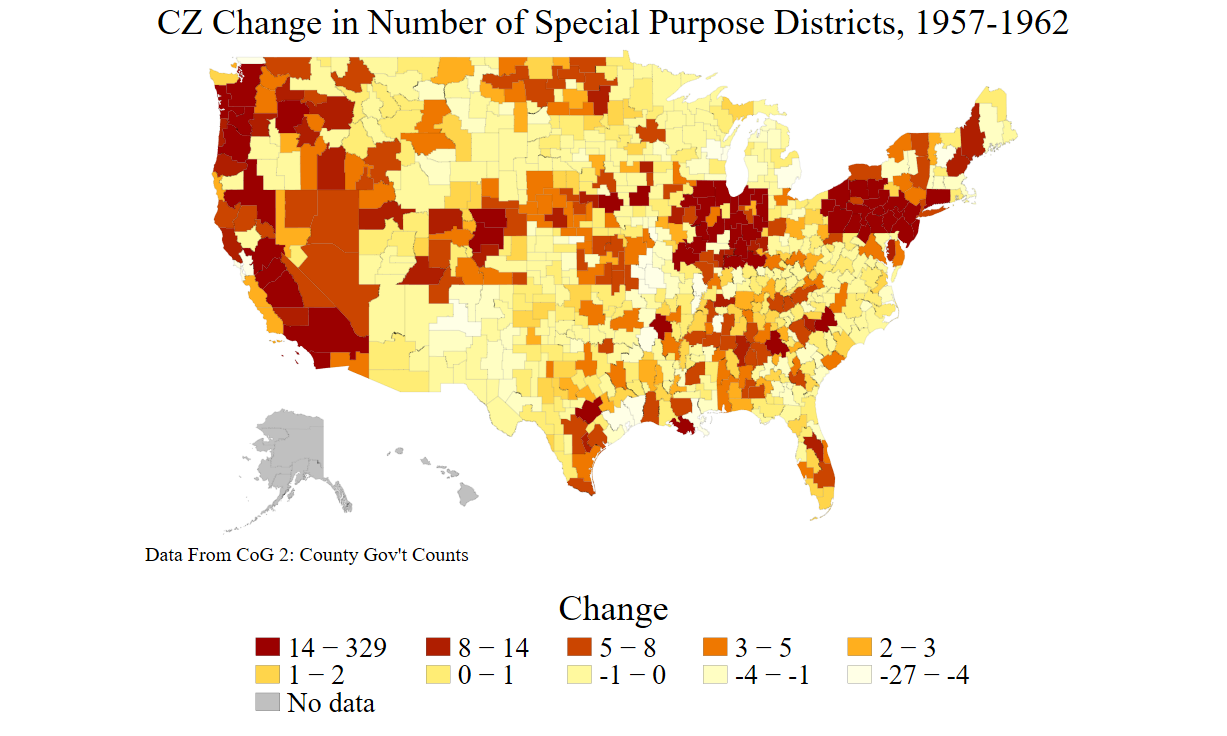 CZ Change in Number of Special Purpose Districts, 1957-1962
Data From CoG 2: County Gov't Counts
Change
14 − 329 8 − 14 5 − 8 3 − 5 2 − 3
1 − 2 0 − 1 -1 − 0 -4 − -1 -27 − -4
No data